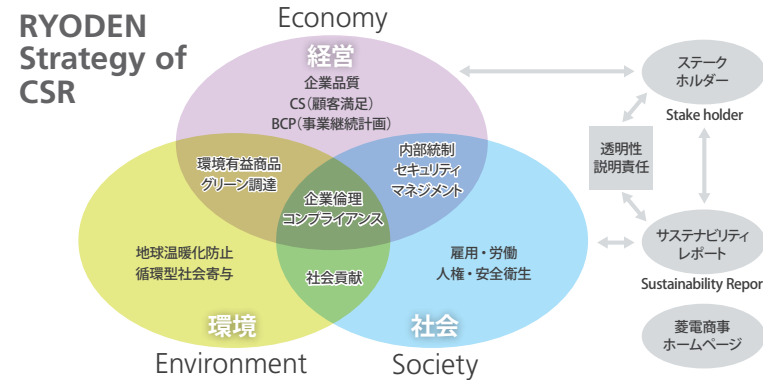 RYODEN
Strategy of
CSR
Economy
経営
企業品質
CS（顧客満足）
BCP（事業継続計画）
環境有益商品
グリーン調達
内部統制
セキュリティ
マネジメント
企業倫理
コンプライアンス
地球温暖化防止
循環型社会寄与
社会貢献
雇用・労働
人権・安全衛生
環境
社会
Environment
Society
ステーク
ホルダー
Stake holder
透明性
説明責任
サステナビリティ
レポート
Sustainability Repor
菱電商事
ホームページ